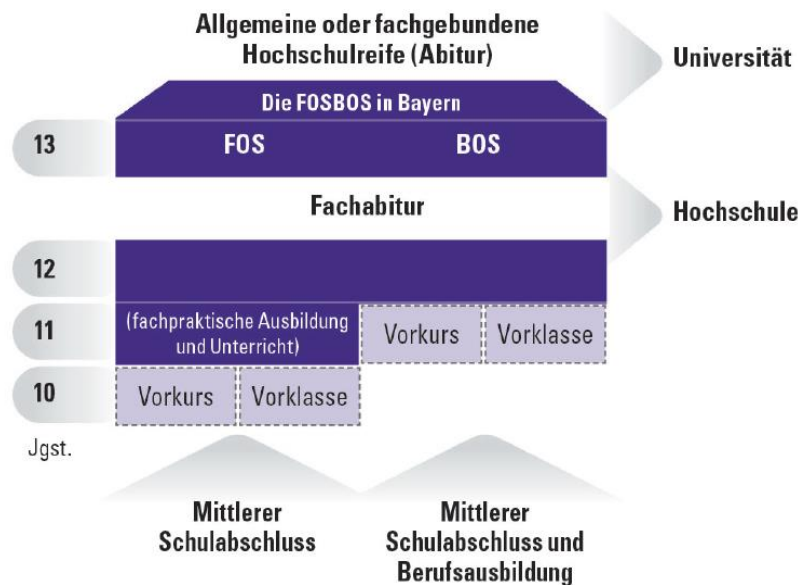 Allgemeine oder fachgebundene
Hochschulreife (Abitur)
Universität
Die FOSBOS in Bayern
13
FOS
BOS
Fachabitur
Hochschule
12
11
(fachpraktische Ausbildung
und Unterricht)
Vorkurs
Vorklasse
10
Vorkurs
Vorklasse
Jgst.
Mittlerer
Schulabschluss
Mittlerer
Schulabschluss und
Berufsausbildung